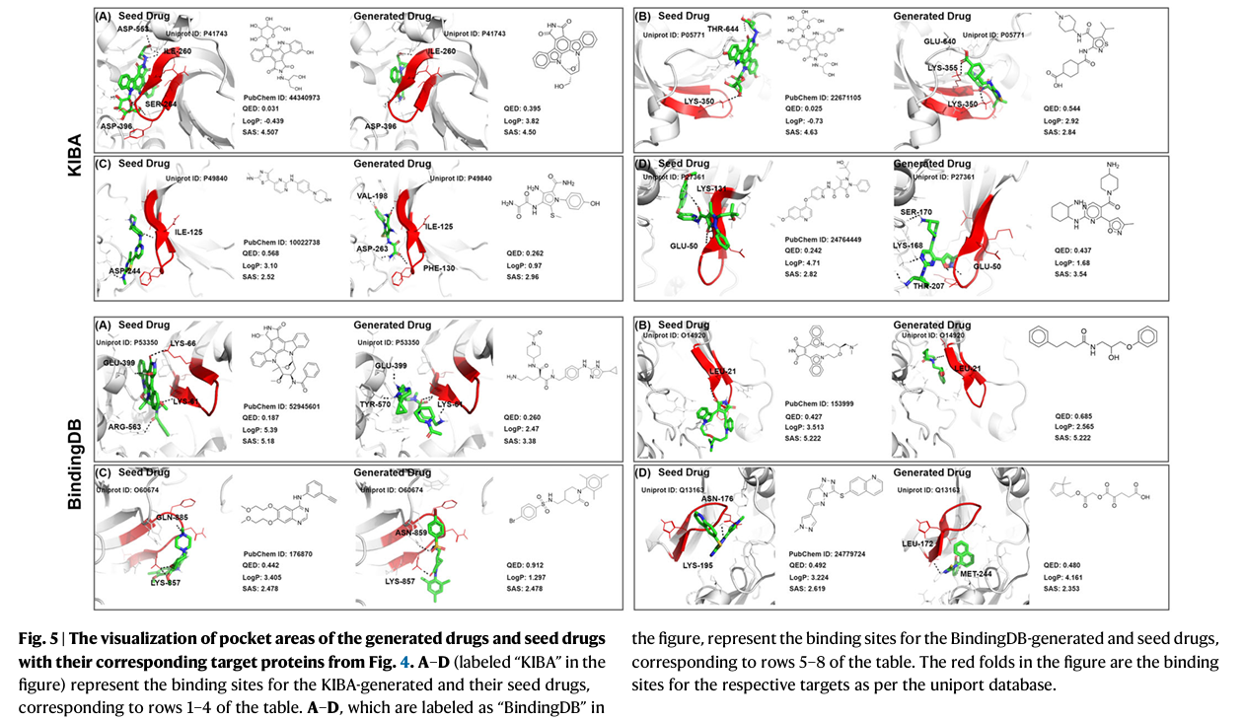 KIBA
(A) Seed Drug
Uniprot ID: P41743
ASP-563
ILE-260
SER-264
ASP-396
PubChem ID: 44340973
QED: 0.031
LogP: -0.439
SAS: 4.507
Generated Drug
Uniprot ID: P41743
ILE-260
ASP-396
QED: 0.395
LogP: 3.82
SAS: 4.50
(B) Seed Drug
Uniprot ID: P05771
THR-644
LYS-350
PubChem ID: 22671105
QED: 0.025
LogP: -0.73
SAS: 4.63
Generated Drug
Uniprot ID: P05771
GLU-640
LYS-355
LYS-350
QED: 0.544
LogP: 2.92
SAS: 2.84
(C) Seed Drug
Uniprot ID: P49840
ILE-125
ASP-244
PubChem ID: 10022738
QED: 0.568
LogP: 3.10
SAS: 2.52
Generated Drug
Uniprot ID: P49840
VAL-198
ILE-125
ASP-263
PHE-130
QED: 0.262
LogP: 0.97
SAS: 2.96
(D) Seed Drug
Uniprot ID: P27361
GLU-50
PubChem ID: 24764449
QED: 0.242
LogP: 4.71
SAS: 2.82
Generated Drug
Uniprot ID: P27361
SER-170
LYS-168
GLU-50
THR-207
QED: 0.437
LogP: 1.68
SAS: 3.54
BindingDB
(A) Seed Drug
Uniprot ID: P53350
LYS-66
GLU-399
LYS-61
ARG-563
PubChem ID: 52945601
QED: 0.187
LogP: 5.39
SAS: 5.18
Generated Drug
Uniprot ID: P53350
GLU-399
TYR-570
LYS-61
QED: 0.260
LogP: 2.47
SAS: 3.38
(B) Seed Drug
Uniprot ID: O14920
LEU-21
PubChem ID: 153999
QED: 0.427
LogP: 3.513
SAS: 5.222
Generated Drug
Uniprot ID: O14920
LEU-21
QED: 0.685
LogP: 2.565
SAS: 5.222
(C) Seed Drug
Uniprot ID: O60674
GLN-885
LYS-857
PubChem ID: 176870
QED: 0.442
LogP: 3.405
SAS: 2.478
Generated Drug
Uniprot ID: O60674
ASN-859
LYS-857
QED: 0.912
LogP: 1.297
SAS: 2.478
(D) Seed Drug
Uniprot ID: Q13163
ASN-176
LYS-195
PubChem ID: 24779724
QED: 0.492
LogP: 3.224
SAS: 2.619
Generated Drug
Uniprot ID: Q13163
LEU-172
MET-244
QED: 0.480
LogP: 4.161
SAS: 2.353
Fig. 5 | The visualization of pocket areas of the generated drugs and seed drugs
with their corresponding target proteins from Fig. 4. A–D (labeled “KIBA” in the
figure) represent the binding sites for the KIBA-generated and their seed drugs,
corresponding to rows 1–4 of the table. A–D, which are labeled as “BindingDB” in
the figure, represent the binding sites for the BindingDB-generated and seed drugs,
corresponding to rows 5–8 of the table. The red folds in the figure are the binding
sites for the respective targets as per the uniport database.